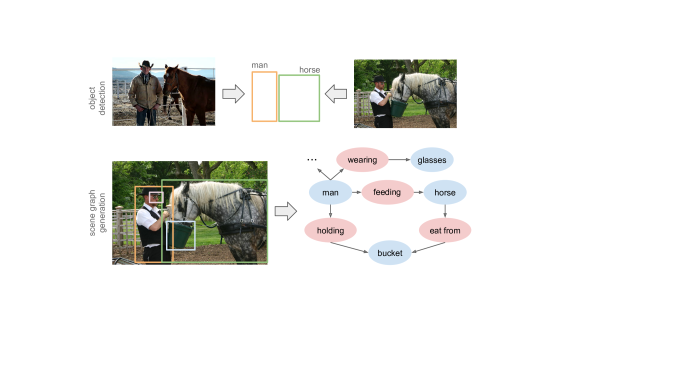 object
detection
man
horse
scene graph
generation
...
wearing
glasses
man
feeding
horse
holding
eat from
bucket